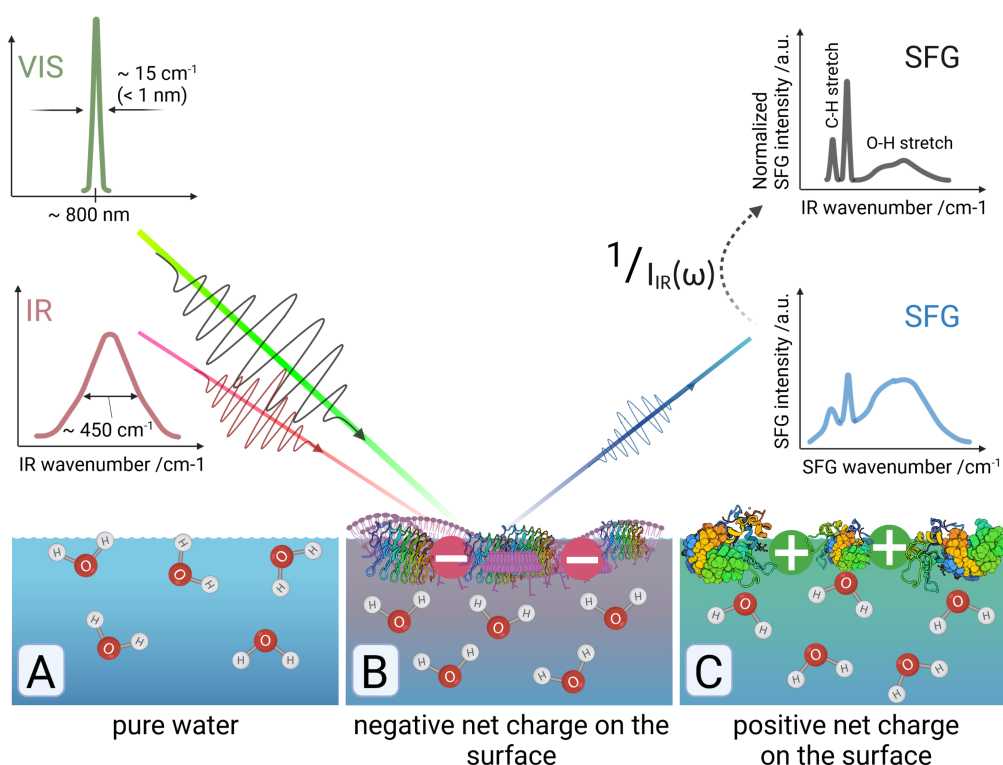 VIS
~ 15 cm-1
(< 1 nm)
~ 800 nm
IR
~ 450 cm-1
IR wavenumber /cm-1
SFG
Normalized
SFG intensity /a.u.
C-H stretch
O-H stretch
IR wavenumber /cm-1
1/IIR(ω)
SFG
SFG intensity /a.u.
SFG wavenumber /cm-1
H
H
O
H
O
H
O
H
H
H
O
H
O
H
H
A
pure water
−
−
H
O
H
H
O
H
H
O
H
H
O
H
H
O
H
B
negative net charge on the
surface
+
+
O
H
H
O
H
H
O
H
H
O
H
H
O
H
H
C
positive net charge
on the surface